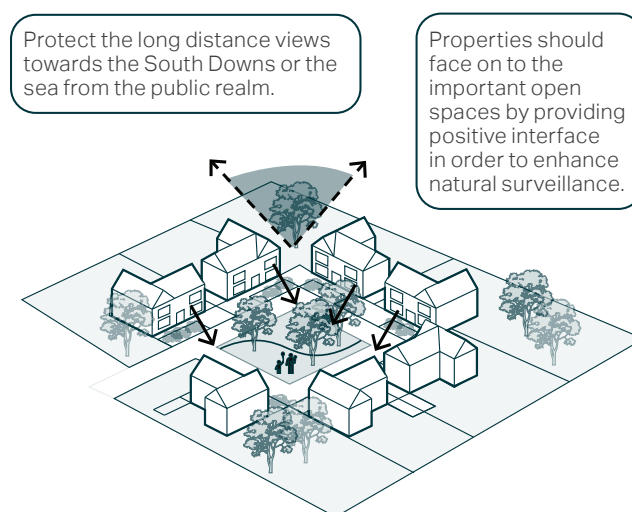 Protect the long distance views
towards the South Downs or the
sea from the public realm.
Properties should
face on to the
important open
spaces by providing
positive interface
in order to enhance
natural surveillance.